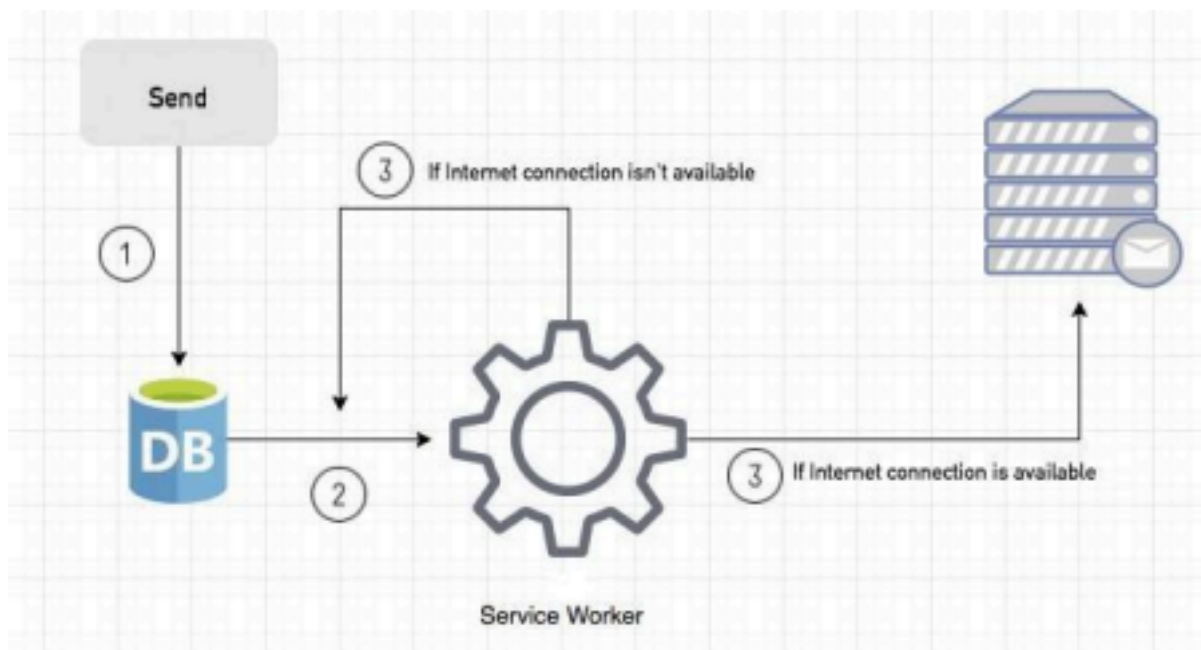 Send
3 If Internet connection isn't available
1
DB
2
3 If Internet connection is available
Service Worker